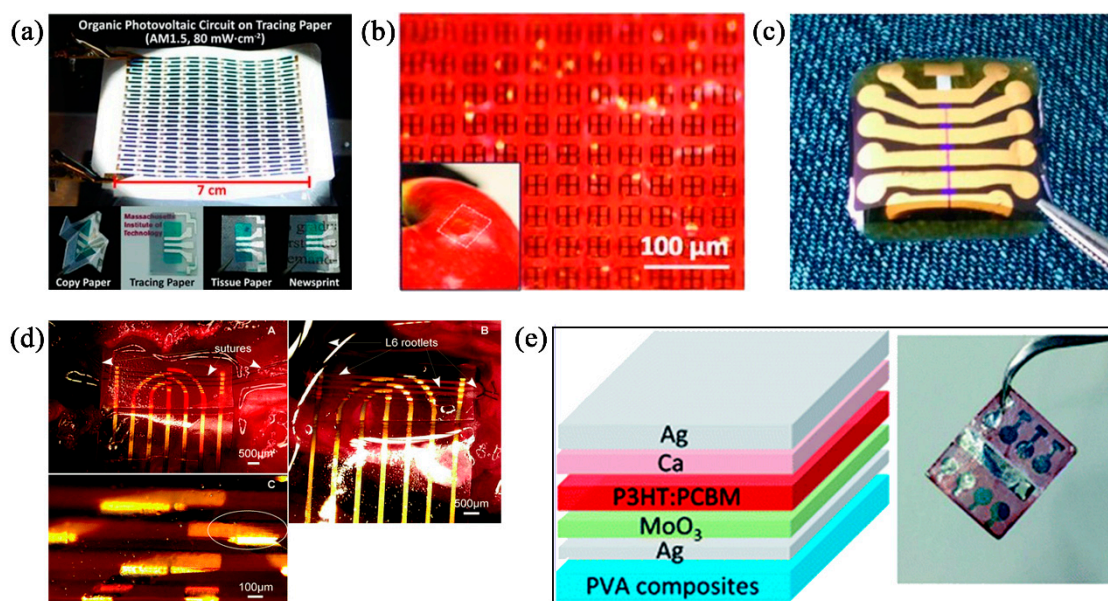 (a)
Organic Photovoltaic Circuit on Tracing Paper
(AM1.5, 80 mW·cm-2)
7 cm
Massachusetts
Institute of
Technology
Copy Paper
Tracing Paper
Tissue Paper
Newsprint
(b)
100 μm
(c)
(d)
A
sutures
500μm
B
L6 rootlets
500μm
C
100μm
(e)
Ag
Ca
P3HT:PCBM
MoO3
Ag
PVA composites